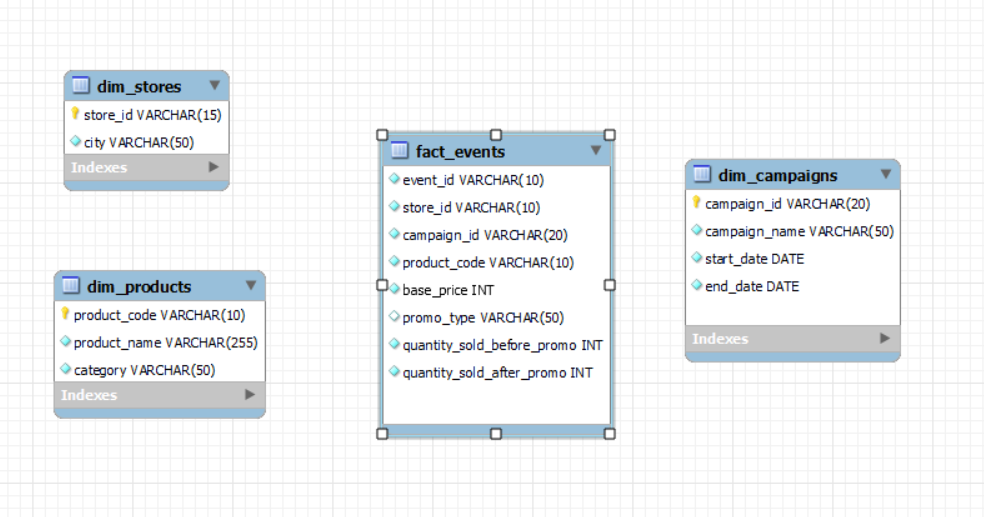 dim_stores
store_id VARCHAR(15)
city VARCHAR(50)
Indexes
dim_products
product_code VARCHAR(10)
product_name VARCHAR(255)
category VARCHAR(50)
Indexes
fact_events
event_id VARCHAR(10)
store_id VARCHAR(10)
campaign_id VARCHAR(20)
product_code VARCHAR(10)
base_price INT
promo_type VARCHAR(50)
quantity_sold_before_promo INT
quantity_sold_after_promo INT
dim_campaigns
campaign_id VARCHAR(20)
campaign_name VARCHAR(50)
start_date DATE
end_date DATE
Indexes